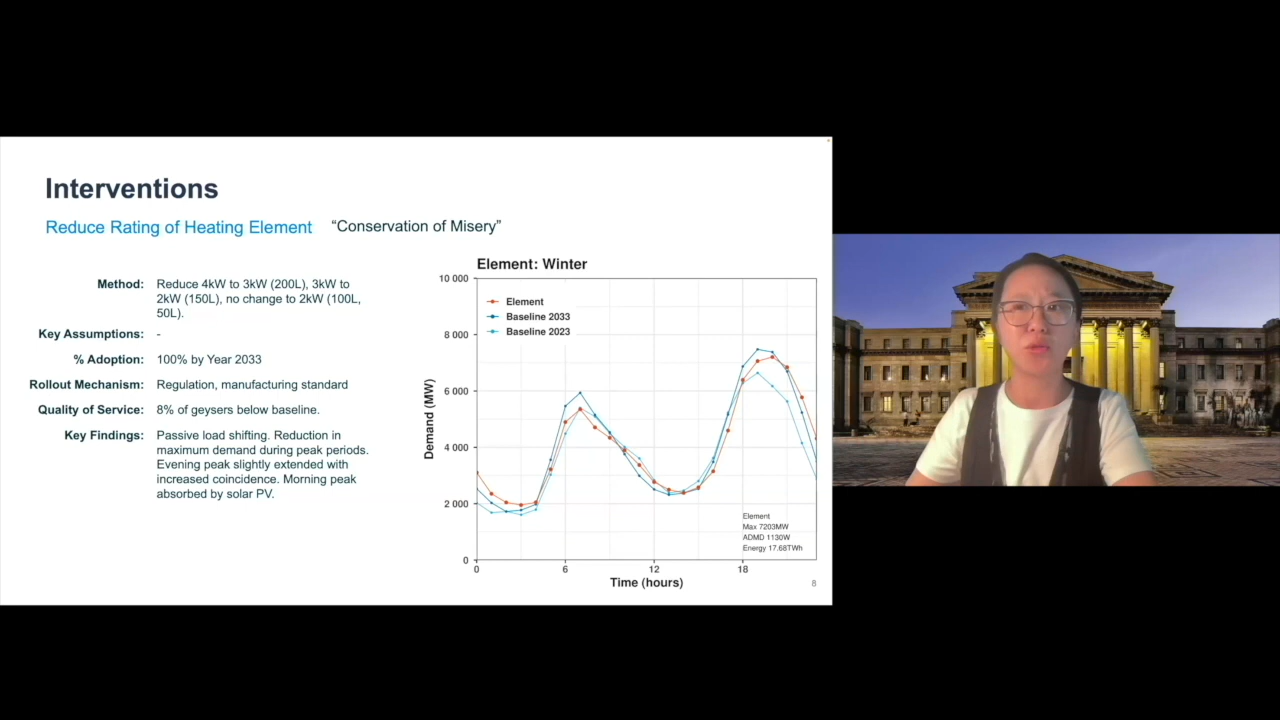 Interventions
Reduce Rating of Heating Element
“Conservation of Misery”
Method:
Reduce 4kW to 3kW (200L), 3kW to
2kW (150L), no change to 2kW (100L,
50L).
Key Assumptions:
-
% Adoption:
100% by Year 2033
Rollout Mechanism:
Regulation, manufacturing standard
Quality of Service:
8% of geysers below baseline.
Key Findings:
Passive load shifting. Reduction in
maximum demand during peak periods.
Evening peak slightly extended with
increased coincidence. Morning peak
absorbed by solar PV.
Element: Winter
10 000
8 000
6 000
4 000
2 000
0
Demand (MW)
Element
Baseline 2033
Baseline 2023
Element
Max 7203MW
ADMD 1130W
Energy 17.68TWh
0
6
12
18
Time (hours)
8